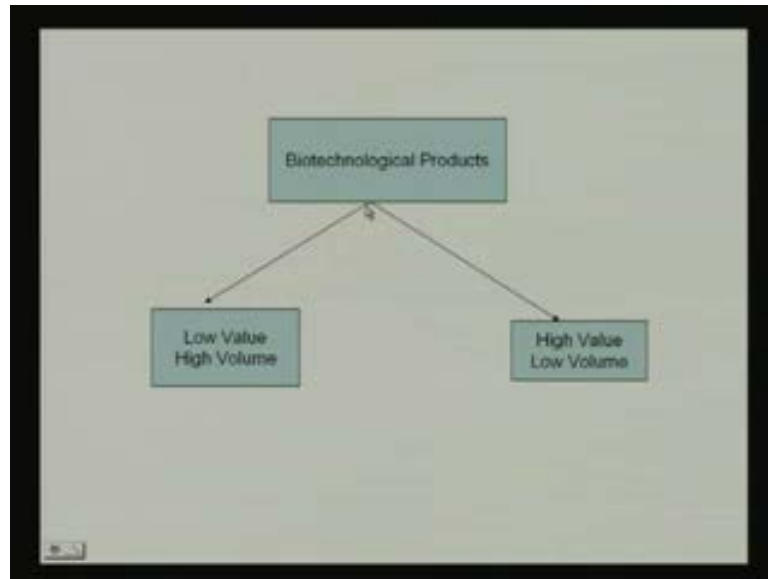 Biotechnological Products
Low Value
High Volume
High Value
Low Volume